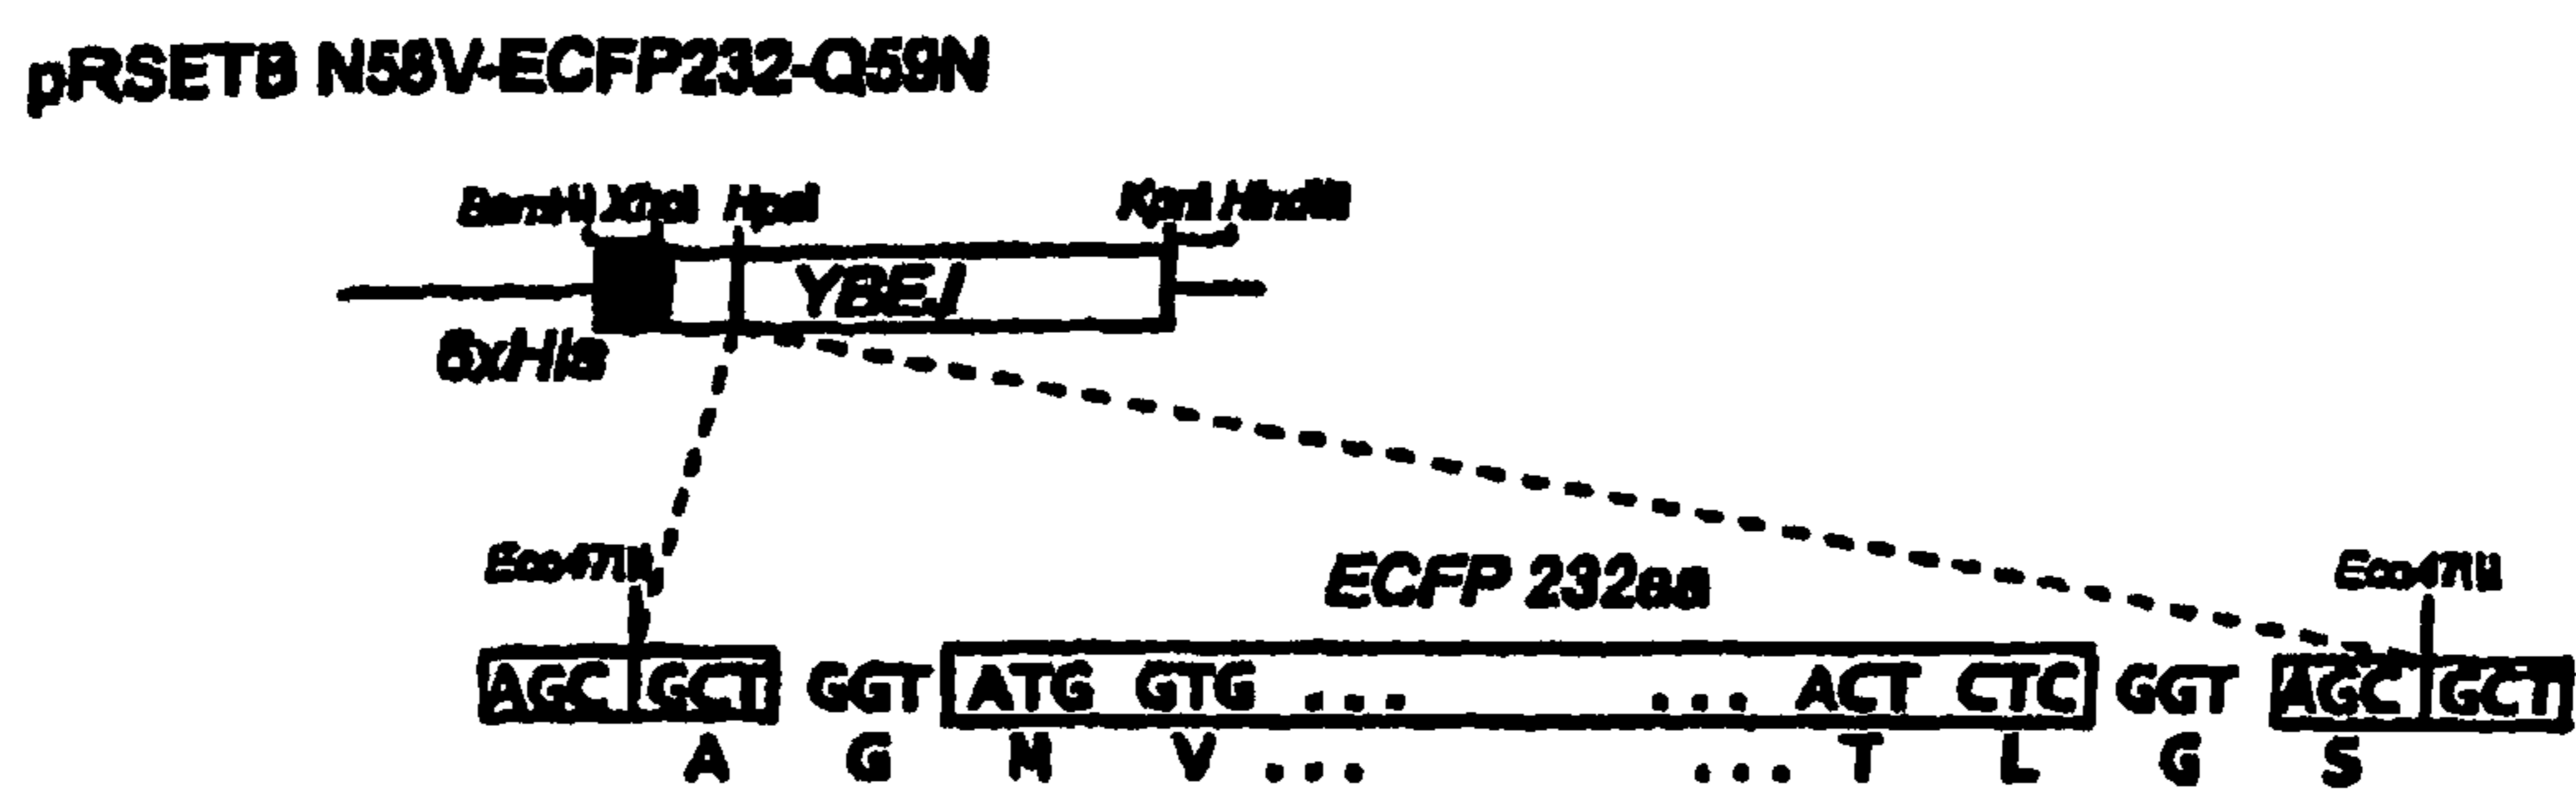 pRSETB N58V-ECFP232-Q59N
BamHI XhoI HpaI KpnI HindIII
YBEJ
6xHis
Eco47III ECFP 232aa Eco47III
AGC GCT GGT ATG GTG ... ... ACT CTC GGT AGC GCT
A G M V ... ... T L G S